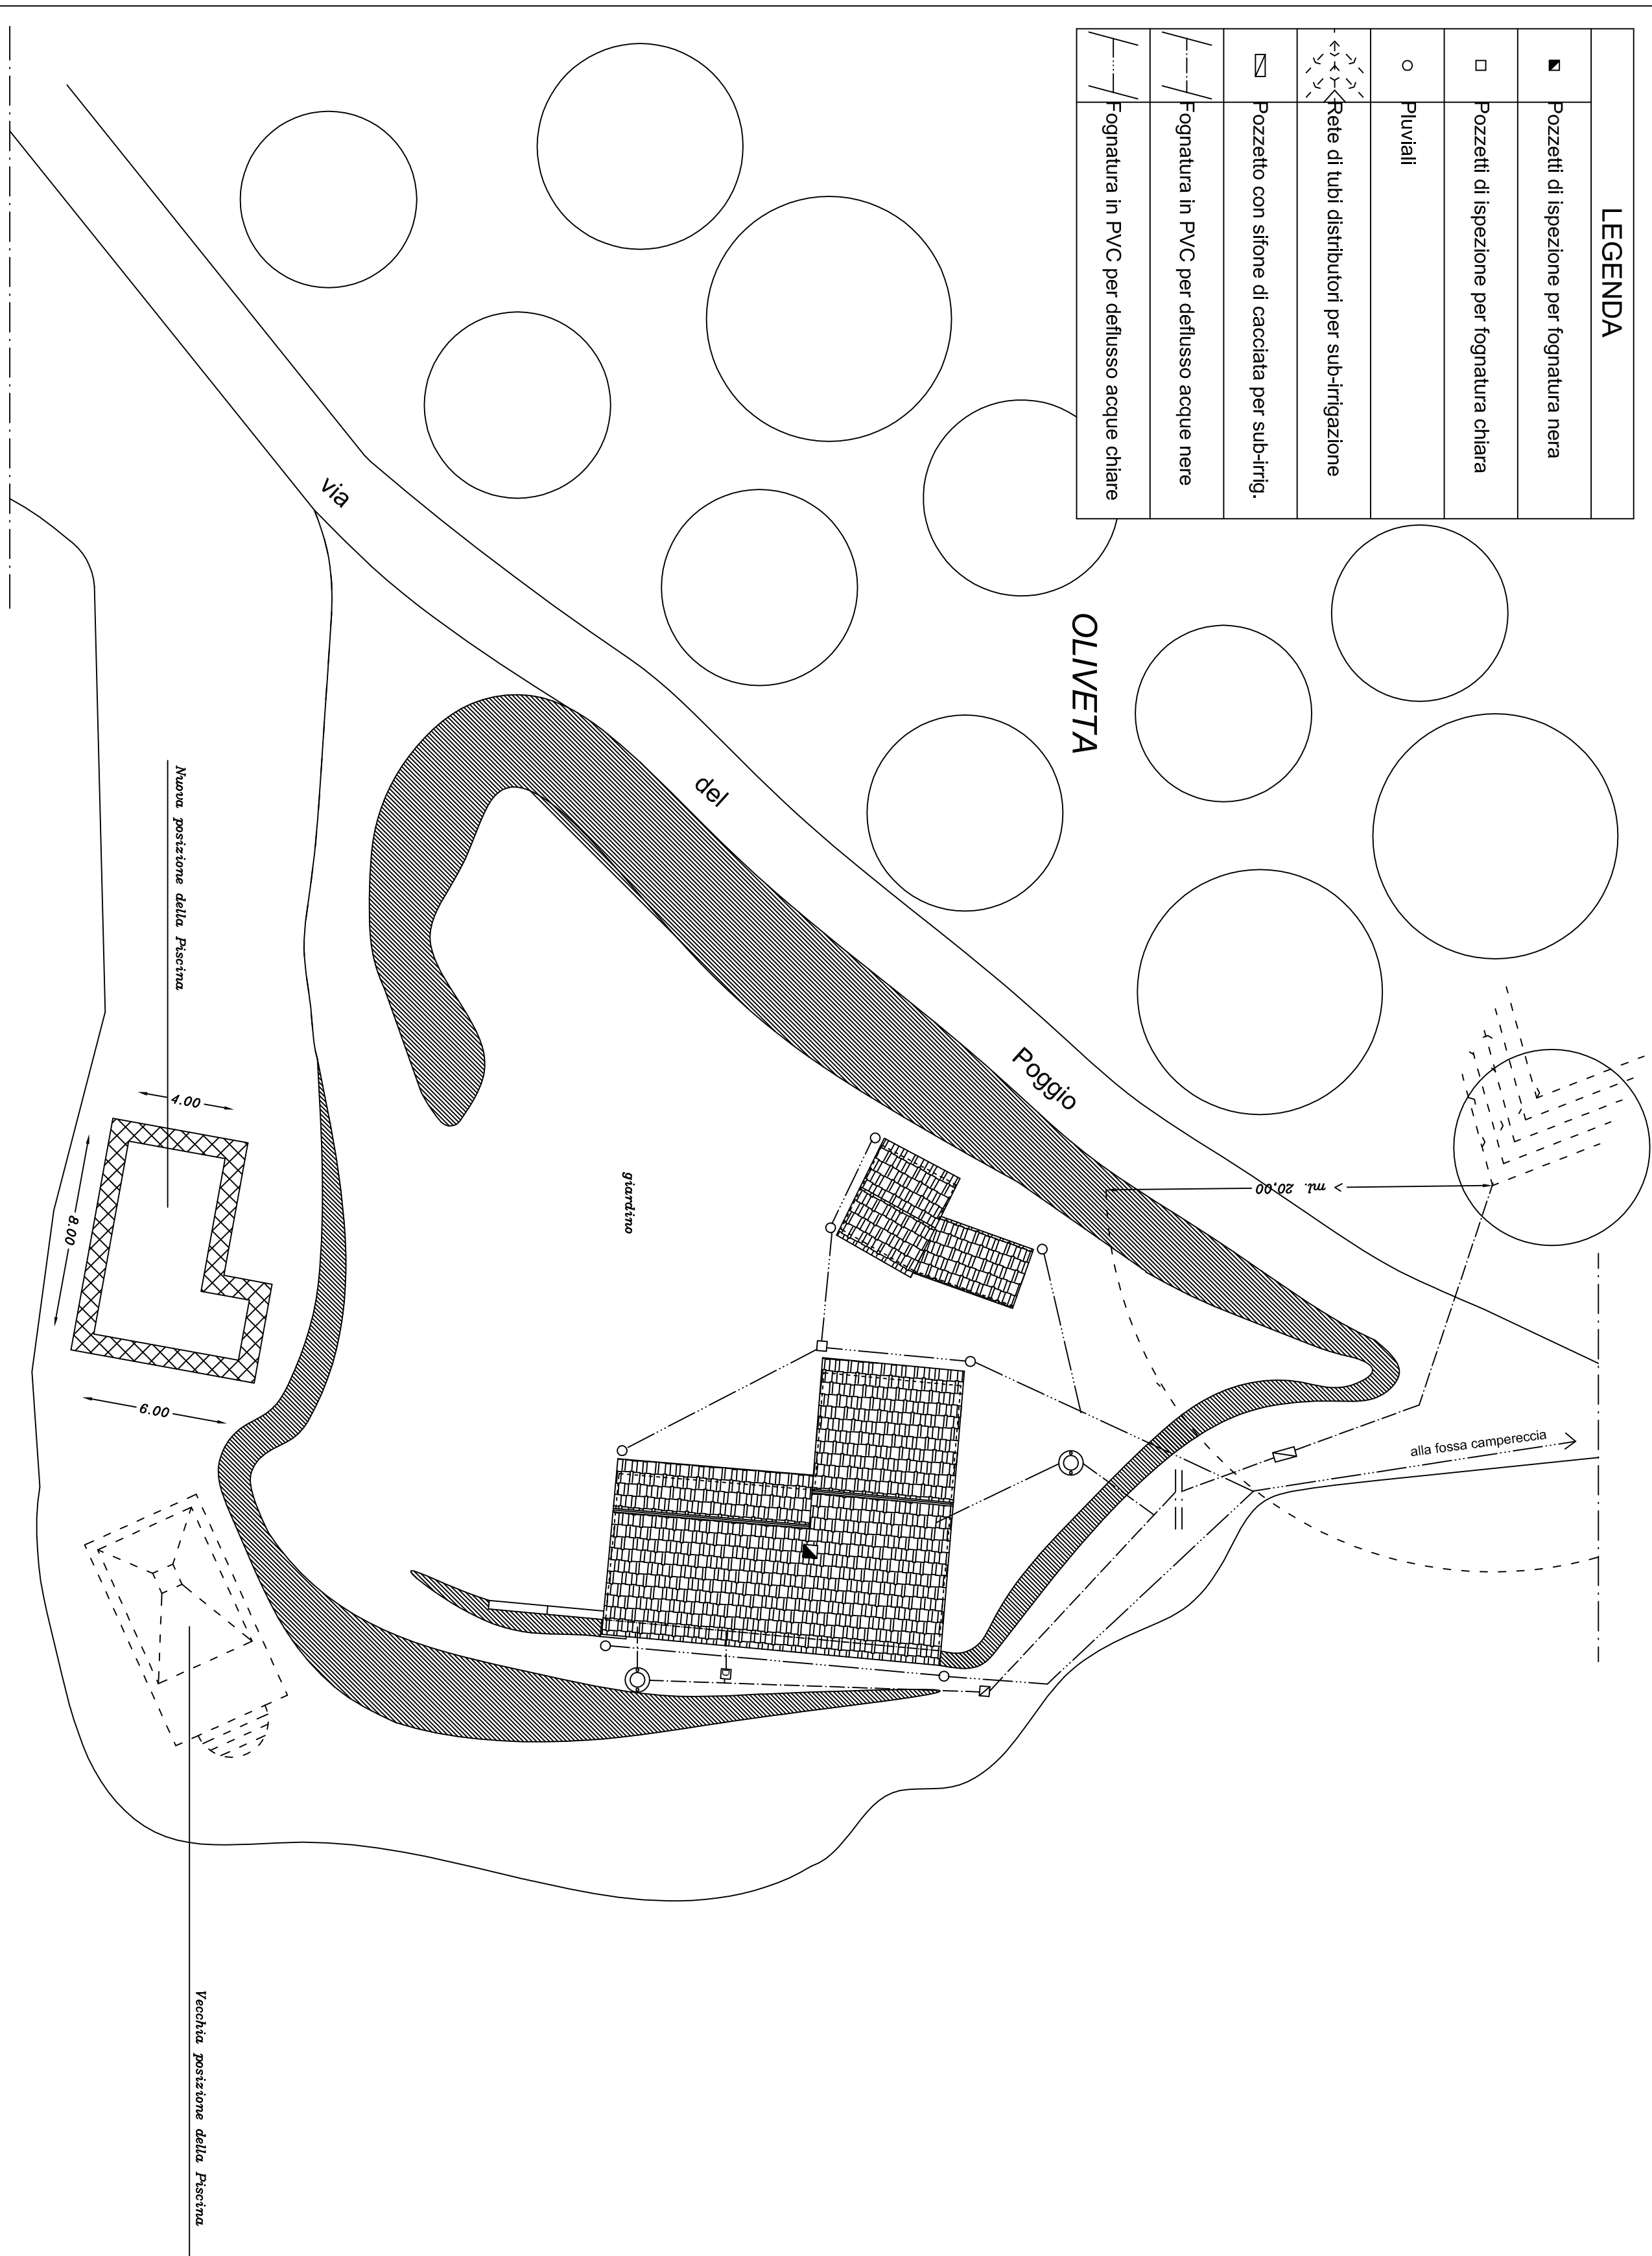 LEGENDA
Pozzetti di ispezione per fognatura nera
Pozzetti di ispezione per fognatura chiara
Pluviali
Rete di tubi distributori per sub-irrigazione
Pozzetto con sifone di cacciata per sub-irrig.
Fognatura in PVC per deflusso acque nere
Fognatura in PVC per deflusso acque chiare
OLIVETA
via
del
Poggio
> ml. 20,00
alla fossa campereccia
giardino
Nuova posizione della Piscina
4.00
8.00
6.00
Vecchia posizione della Piscina